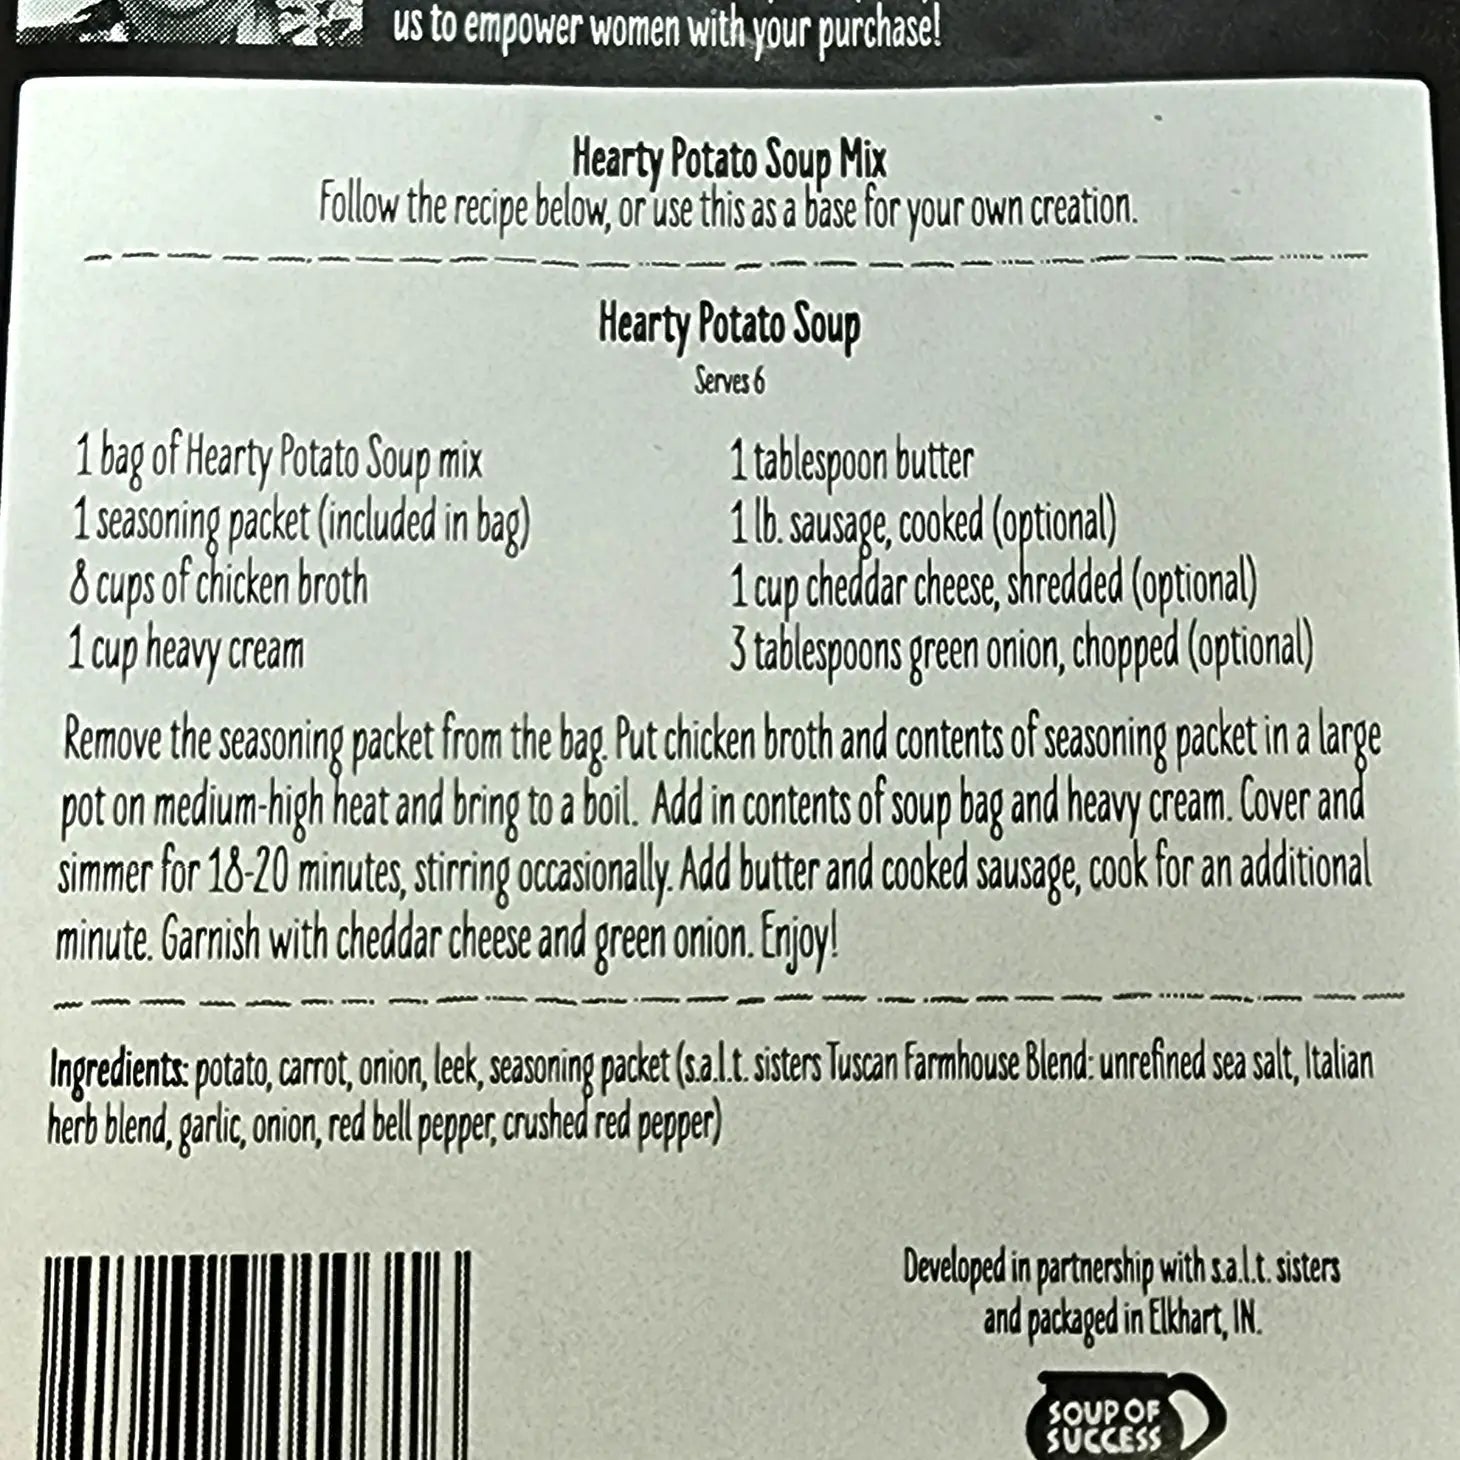 us to empower women with your purchase!
Hearty Potato Soup Mix
Follow the recipe below, or use this as a base for your own creation.
Hearty Potato Soup
Serves 6
1 bag of Hearty Potato Soup mix
1 seasoning packet (included in bag)
8 cups of chicken broth
1 cup heavy cream
1 tablespoon butter
1 lb. sausage, cooked (optional)
1 cup cheddar cheese, shredded (optional)
3 tablespoons green onion, chopped (optional)
Remove the seasoning packet from the bag. Put chicken broth and contents of seasoning packet in a large
pot on medium-high heat and bring to a boil. Add in contents of soup bag and heavy cream. Cover and
simmer for 18-20 minutes, stirring occasionally. Add butter and cooked sausage, cook for an additional
minute. Garnish with cheddar cheese and green onion. Enjoy!
Ingredients: potato, carrot, onion, leek, seasoning packet (s.a.l.t. sisters Tuscan Farmhouse Blend: unrefined sea salt, Italian
herb blend, garlic, onion, red bell pepper, crushed red pepper)
Developed in partnership with s.a.l.t. sisters
and packaged in Elkhart, IN.
SOUP OF
SUCCESS